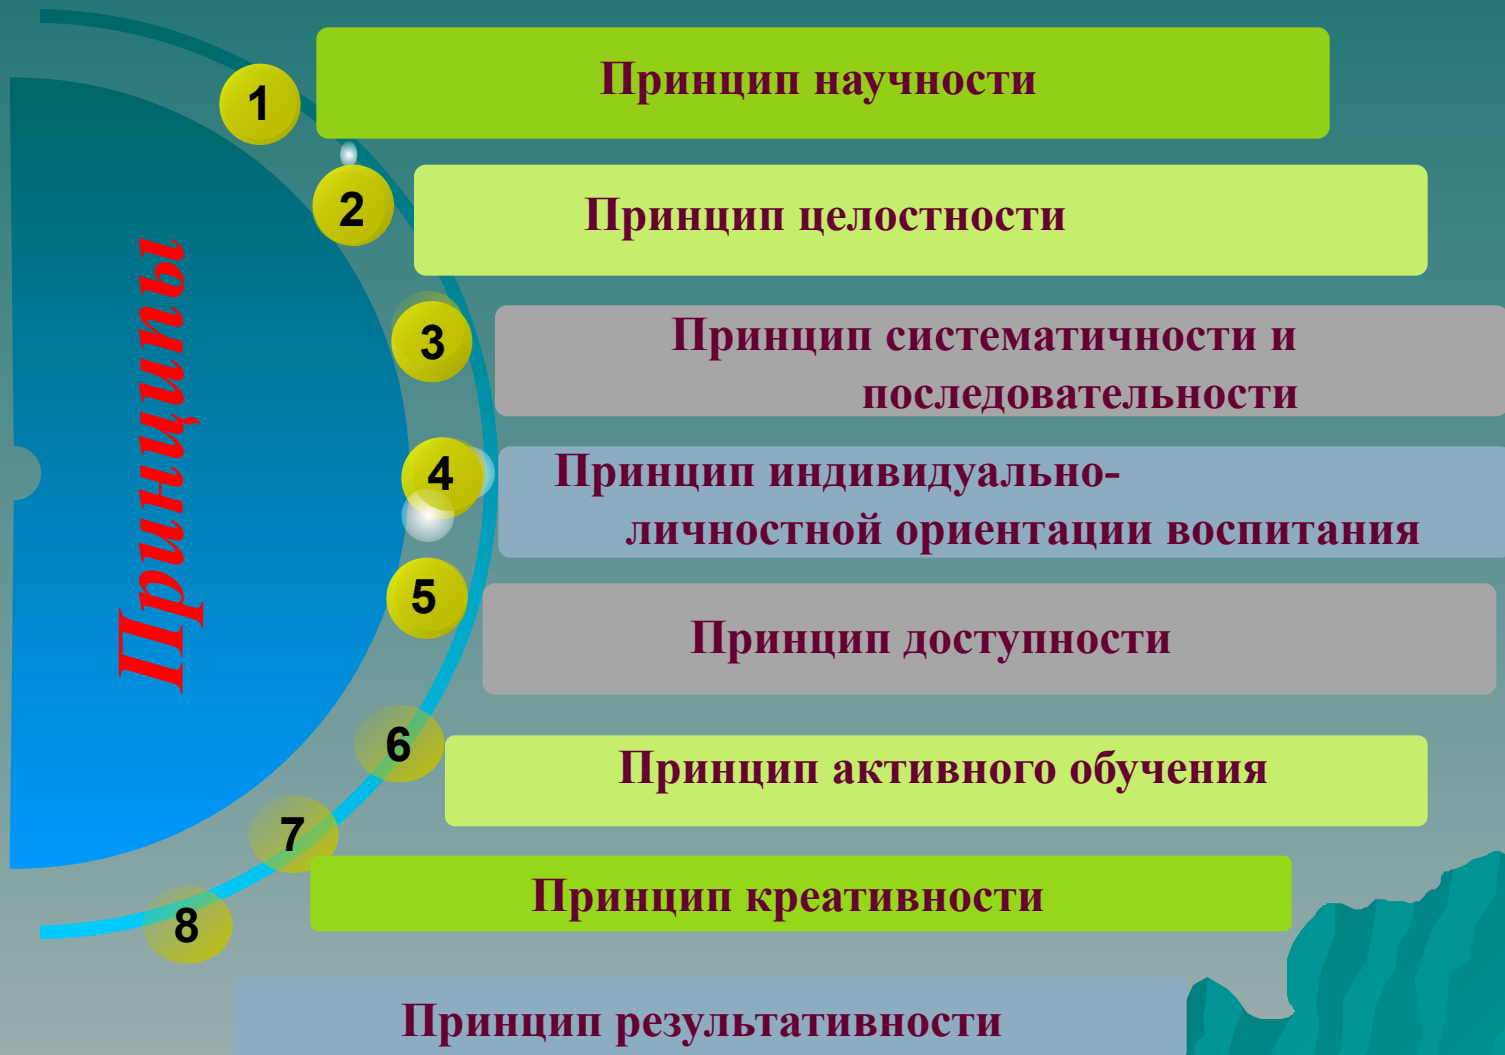 Принципы
1
Принцип научности
2
Принцип целостности
3
Принцип систематичности и
последовательности
4
Принцип индивидуально-
личностной ориентации воспитания
5
Принцип доступности
6
Принцип активного обучения
7
Принцип креативности
8
Принцип результативности